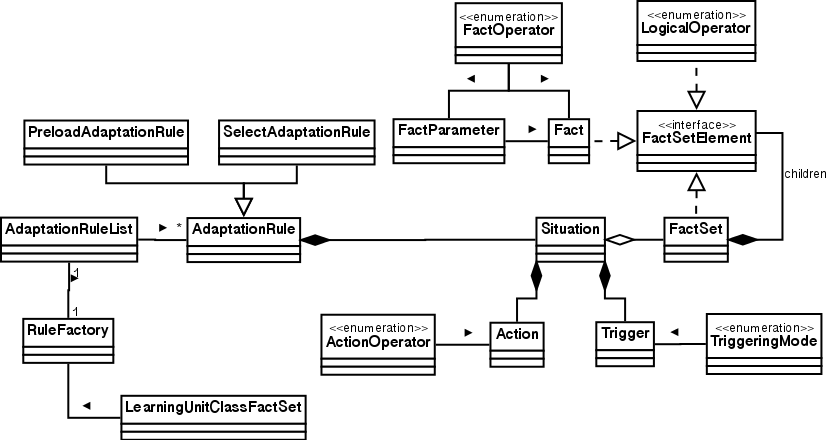 <<enumeration>>
FactOperator
<<enumeration>>
LogicalOperator
PreloadAdaptationRule
SelectAdaptationRule
FactParameter
Fact
<<interface>>
FactSetElement
children
AdaptationRuleList
*
AdaptationRule
Situation
FactSet
1
1
RuleFactory
<<enumeration>>
ActionOperator
Action
Trigger
<<enumeration>>
TriggeringMode
LearningUnitClassFactSet